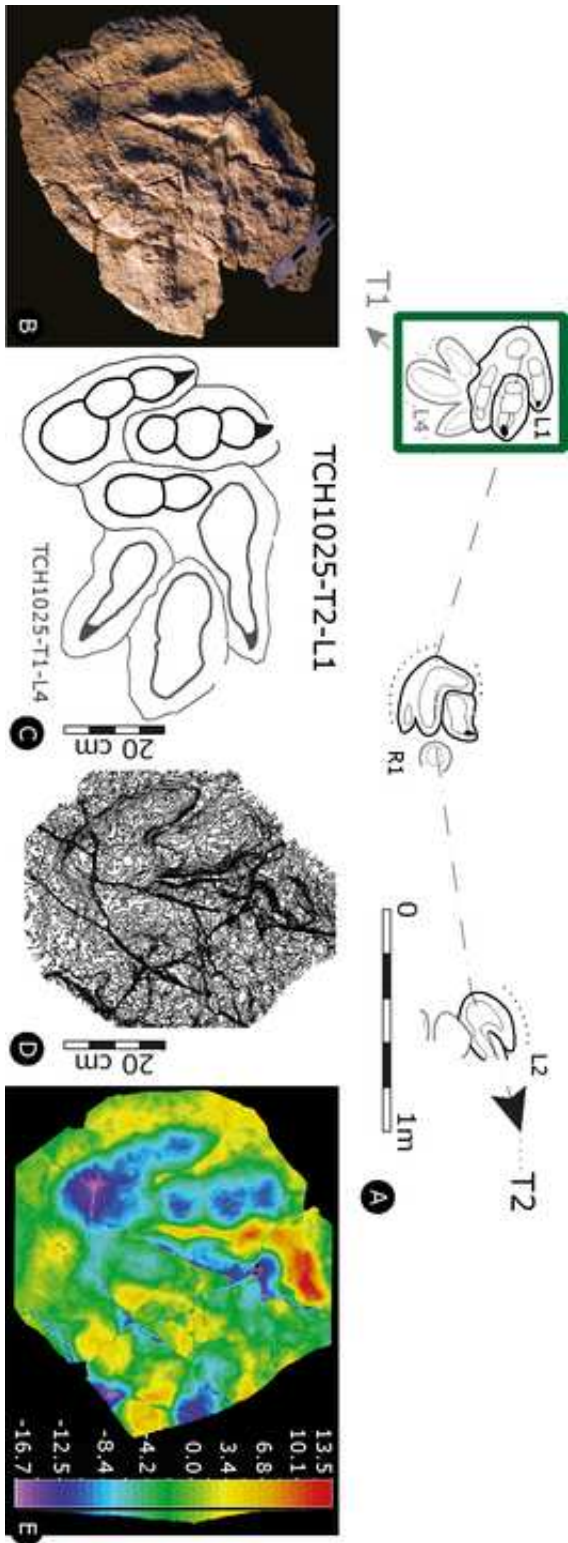 T1
L1
L4
R1
L2
T2
0
1m
A
B
TCH1025-T2-L1
TCH1025-T1-L4
20 cm
C
20 cm
D
13.5
10.1
6.8
3.4
0.0
-4.2
-8.4
-12.5
-16.7
E